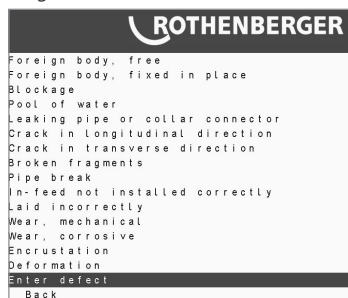 ROTHENBERGER
Foreign body, free
Foreign body, fixed in place
Blockage
Pool of water
Leaking pipe or collar connector
Crack in longitudinal direction
Crack in transverse direction
Broken fragments
Pipe break
In-feed not installed correctly
Laid incorrectly
Wear, mechanical
Wear, corrosive
Encrustation
Deformation
Enter defect
Back